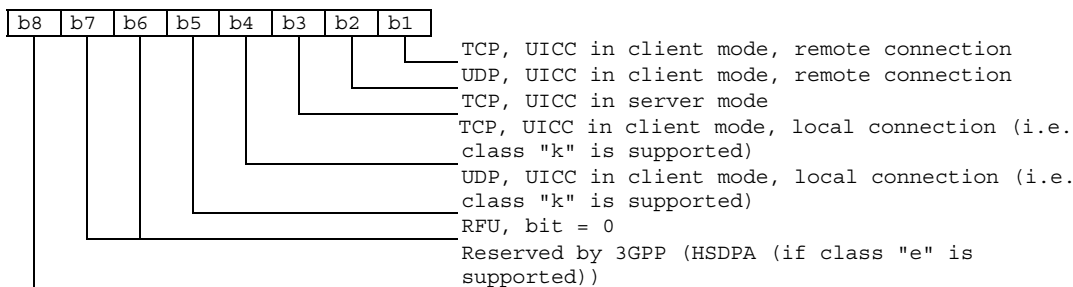 b8 b7 b6 b5 b4 b3 b2 b1
TCP, UICC in client mode, remote connection
UDP, UICC in client mode, remote connection
TCP, UICC in server mode
TCP, UICC in client mode, local connection (i.e.
class "k" is supported)
UDP, UICC in client mode, local connection (i.e.
class "k" is supported)
RFU, bit = 0
Reserved by 3GPP (HSDPA (if class "e" is
supported))